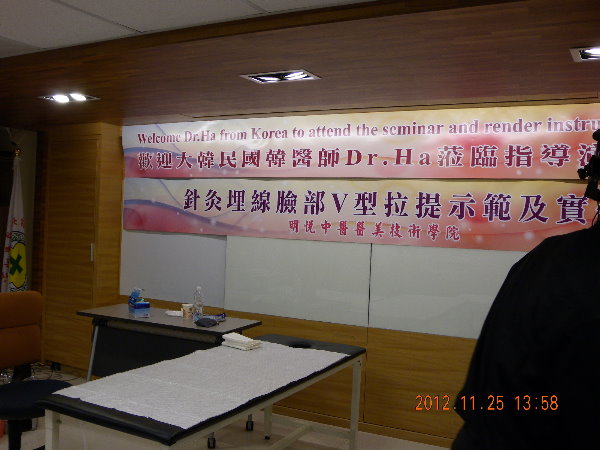 Welcome Dr.Ha from Korea to attend the seminar and render instru
歡迎大韓民國韓醫師Dr.Ha蒞臨指導
針灸埋線臉部V型拉提示範及實
明悅中醫醫美技術學院
2012.11.25 13:58